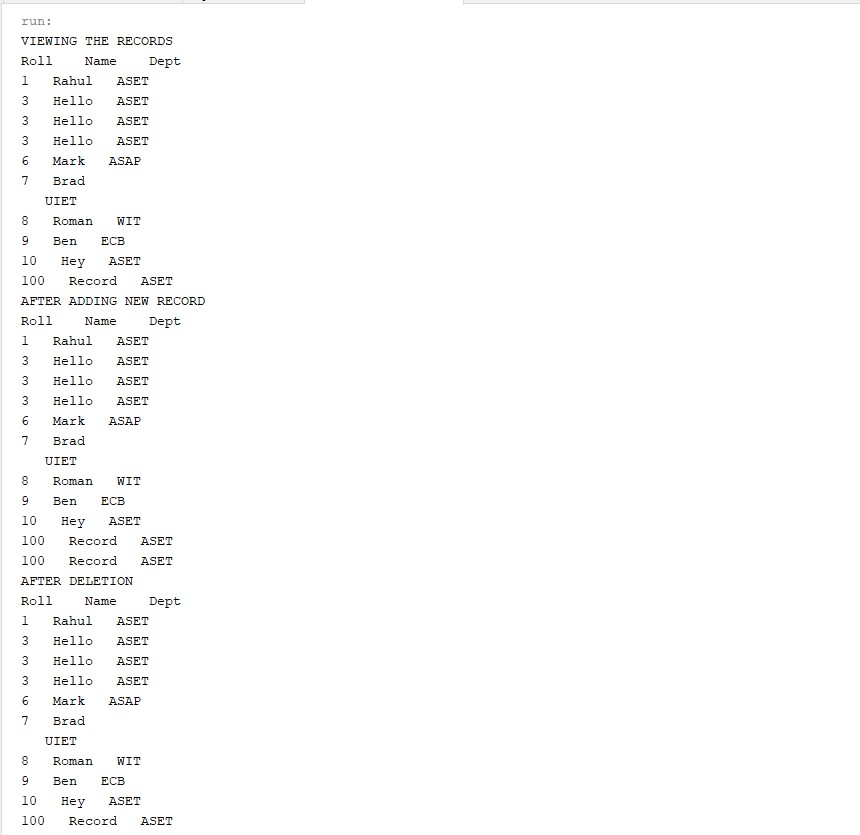 run:
VIEWING THE RECORDS
Roll    Name    Dept
1   Rahul   ASET
3   Hello   ASET
3   Hello   ASET
3   Hello   ASET
6   Mark   ASAP
7   Brad
   UIET
8   Roman   WIT
9   Ben   ECB
10   Hey   ASET
100   Record   ASET
AFTER ADDING NEW RECORD
Roll    Name    Dept
1   Rahul   ASET
3   Hello   ASET
3   Hello   ASET
3   Hello   ASET
6   Mark   ASAP
7   Brad
   UIET
8   Roman   WIT
9   Ben   ECB
10   Hey   ASET
100   Record   ASET
100   Record   ASET
AFTER DELETION
Roll    Name    Dept
1   Rahul   ASET
3   Hello   ASET
3   Hello   ASET
3   Hello   ASET
6   Mark   ASAP
7   Brad
   UIET
8   Roman   WIT
9   Ben   ECB
10   Hey   ASET
100   Record   ASET